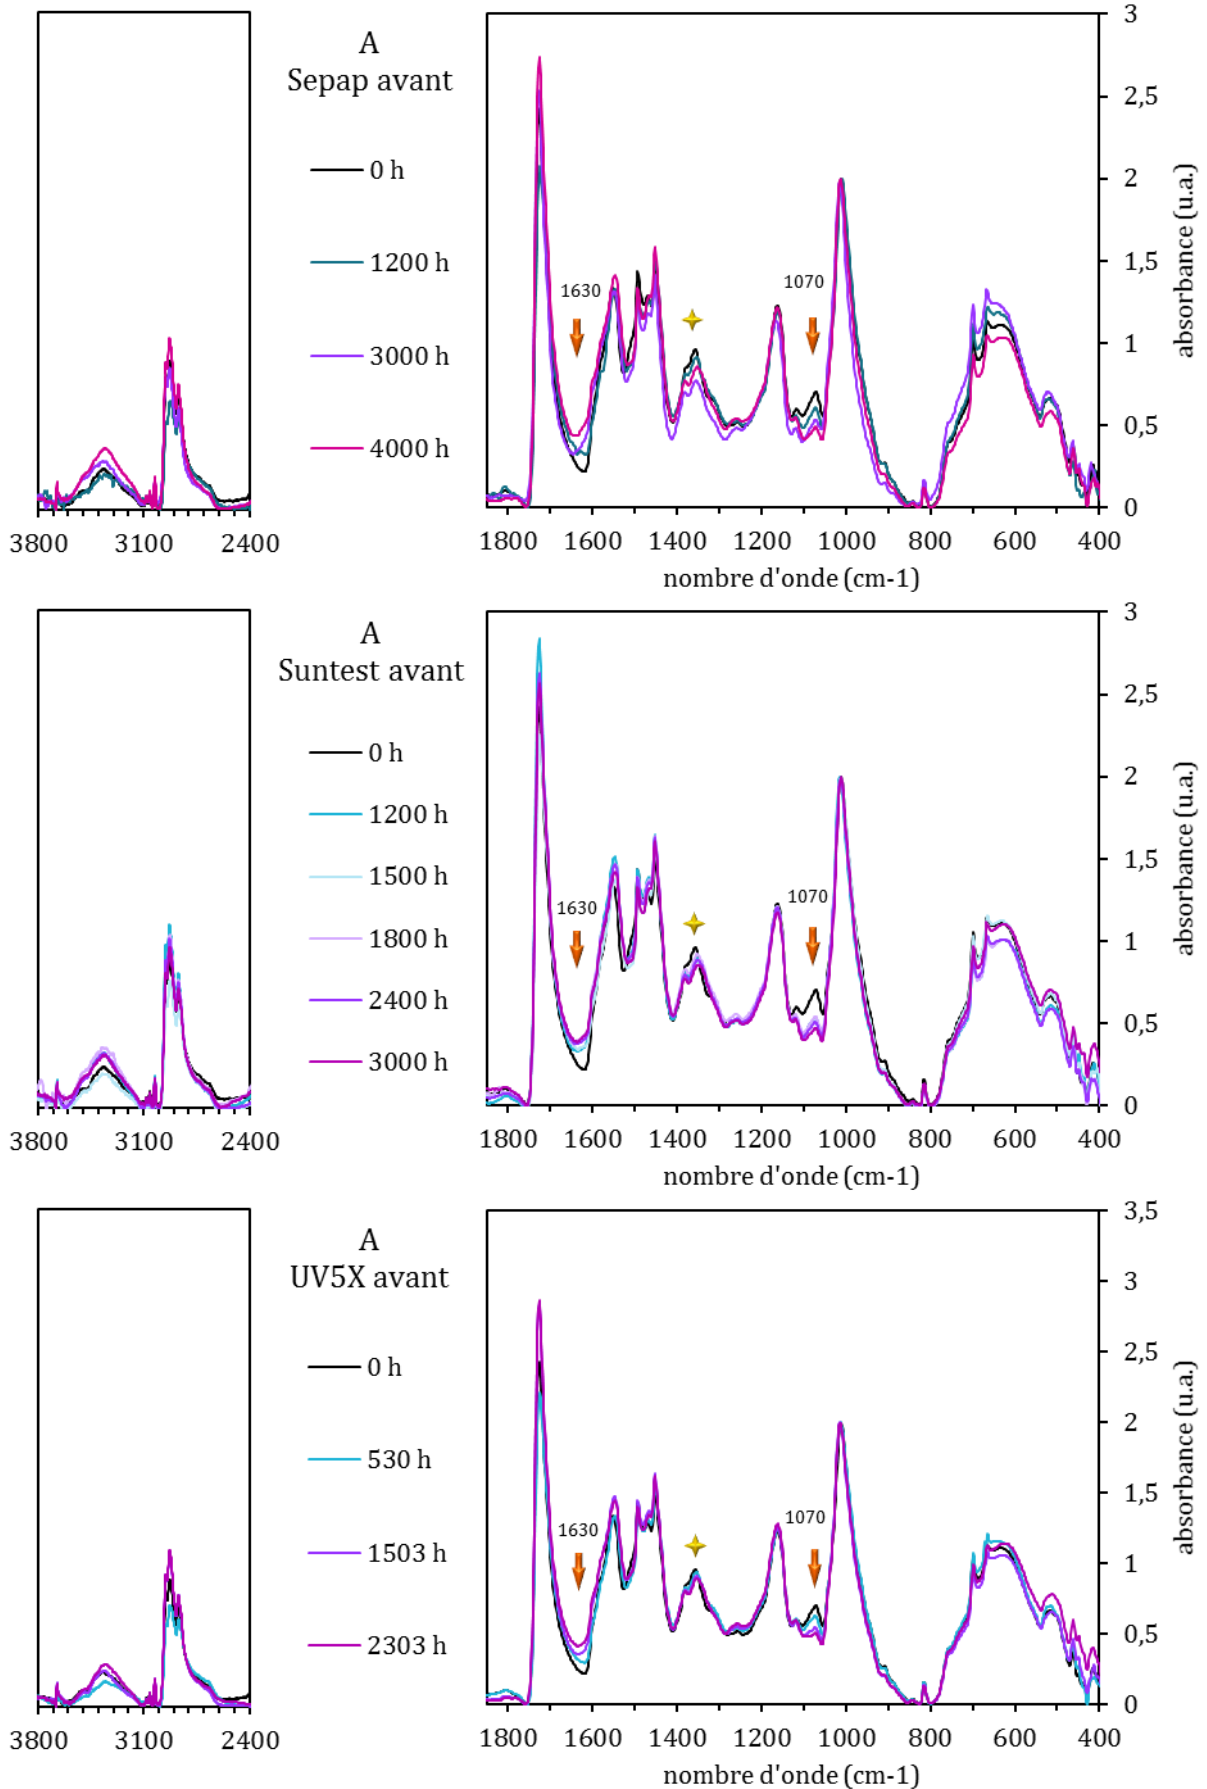 A
Sepap avant
0 h
1200 h
3000 h
4000 h
3800 3100 2400
1630
1070
3
2,5
2
1,5
1
0,5
0
absorbance (u.a.)
1800 1600 1400 1200 1000 800 600 400
nombre d'onde (cm-1)
A
Suntest avant
0 h
1200 h
1500 h
1800 h
2400 h
3000 h
3800 3100 2400
1630
1070
3
2,5
2
1,5
1
0,5
0
absorbance (u.a.)
1800 1600 1400 1200 1000 800 600 400
nombre d'onde (cm-1)
A
UV5X avant
0 h
530 h
1503 h
2303 h
3800 3100 2400
1630
1070
3,5
3
2,5
2
1,5
1
0,5
0
absorbance (u.a.)
1800 1600 1400 1200 1000 800 600 400
nombre d'onde (cm-1)